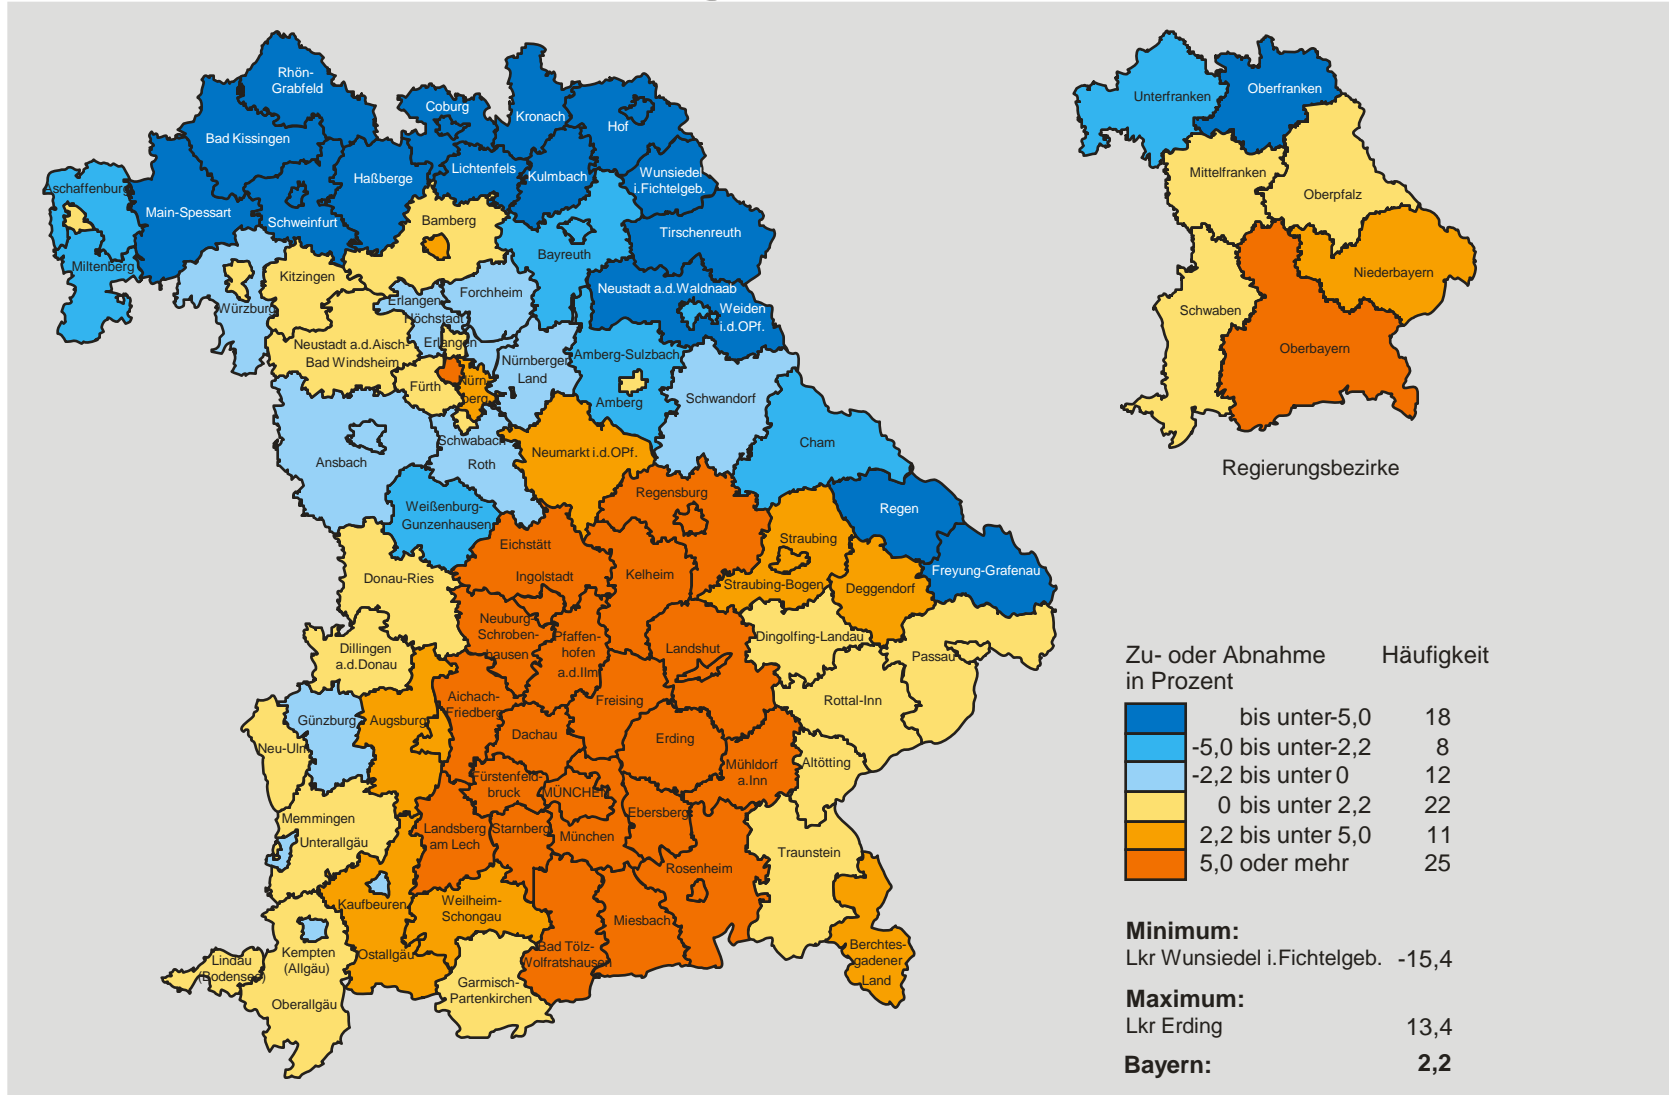 Rhön-
Grabfeld
Coburg
Kronach
Hof
Bad Kissingen
Lichtenfels
Kulmbach
Wunsiedel
i.Fichtelgeb.
Haßberge
Aschaffenburg
Main-Spessart
Schweinfurt
Bamberg
Tirschenreuth
Bayreuth
Miltenberg
Kitzingen
Neustadt a.d.Waldnaab
Forchheim
Erlangen-
Höchstadt
Würzburg
Weiden
i.d.OPf.
Erlangen
Neustadt a.d.Aisch-
Bad Windsheim
Nürnberger
Land
Amberg-Sulzbach
Fürth
Nürn-
berg
Amberg
Schwandorf
Schwabach
Roth
Ansbach
Neumarkt i.d.OPf.
Cham
Regensburg
Weißenburg-
Gunzenhausen
Regen
Straubing
Eichstätt
Ingolstadt
Kelheim
Freyung-Grafenau
Donau-Ries
Straubing-Bogen
Deggendorf
Neuburg-
Schroben-
hausen
Pfaffen-
hofen
a.d.Ilm
Dingolfing-Landau
Landshut
Dillingen
a.d.Donau
Passau
Aichach-
Friedberg
Freising
Rottal-Inn
Günzburg
Augsburg
Dachau
Erding
Neu-Ulm
Mühldorf
a.Inn
Altötting
Fürstenfeld-
bruck
MÜNCHEN
Ebersberg
Memmingen
Unterallgäu
Landsberg
am Lech
Starnberg
München
Traunstein
Rosenheim
Kaufbeuren
Weilheim-
Schongau
Miesbach
Bad Tölz-
Wolfratshausen
Berchtes-
gadener
Land
Kempten
(Allgäu)
Ostallgäu
Lindau
(Bodensee)
Oberallgäu
Garmisch-
Partenkirchen
Unterfranken
Oberfranken
Mittelfranken
Oberpfalz
Niederbayern
Schwaben
Oberbayern
Regierungsbezirke
Zu- oder Abnahme Häufigkeit
in Prozent
bis unter -5,0 18
-5,0 bis unter -2,2 8
-2,2 bis unter 0 12
0 bis unter 2,2 22
2,2 bis unter 5,0 11
5,0 oder mehr 25
Minimum:
Lkr Wunsiedel i.Fichtelgeb. -15,4
Maximum:
Lkr Erding 13,4
Bayern: 2,2